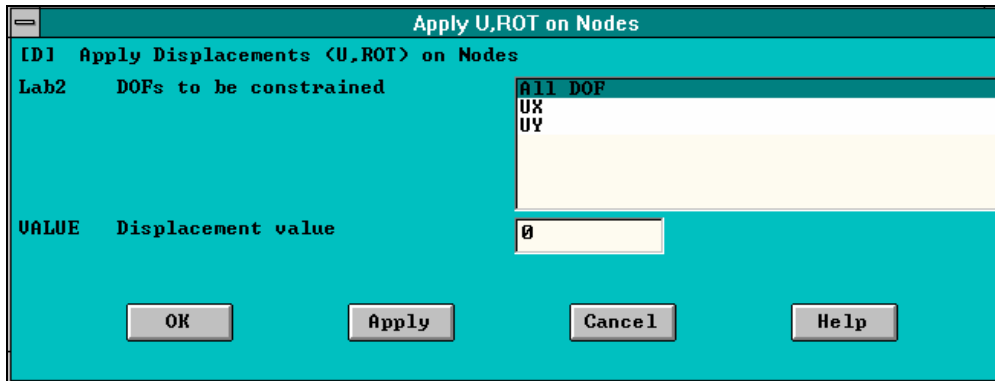 Apply U,ROT on Nodes
[D] Apply Displacements (U,ROT) on Nodes
Lab2 DOFs to be constrained
All DOF
UX
UY
VALUE Displacement value
0
OK Apply Cancel Help